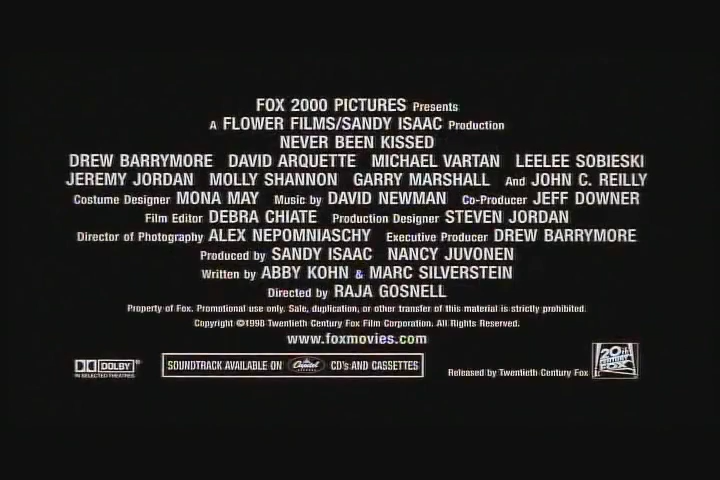 FOX 2000 PICTURES Presents
A FLOWER FILMS/SANDY ISAAC Production
NEVER BEEN KISSED
DREW BARRYMORE DAVID ARQUETTE MICHAEL VARTAN LEELEE SOBIESKI
JEREMY JORDAN MOLLY SHANNON GARRY MARSHALL And JOHN C. REILLY
Costume Designer MONA MAY Music by DAVID NEWMAN Co-Producer JEFF DOWNER
Film Editor DEBRA CHIATE Production Designer STEVEN JORDAN
Director of Photography ALEX NEPOMNIASCHY Executive Producer DREW BARRYMORE
Produced by SANDY ISAAC NANCY JUVONEN
Written by ABBY KOHN & MARC SILVERSTEIN
Directed by RAJA GOSNELL
Property of Fox. Promotional use only. Sale, duplication, or other transfer of this material is strictly prohibited.
Copyright ©1998 Twentieth Century Fox Film Corporation. All Rights Reserved.
www.foxmovies.com
DOLBY®
IN SELECTED THEATRES
SOUNDTRACK AVAILABLE ON Capitol CD's AND CASSETTES
Released by Twentieth Century Fox
20th CENTURY FOX